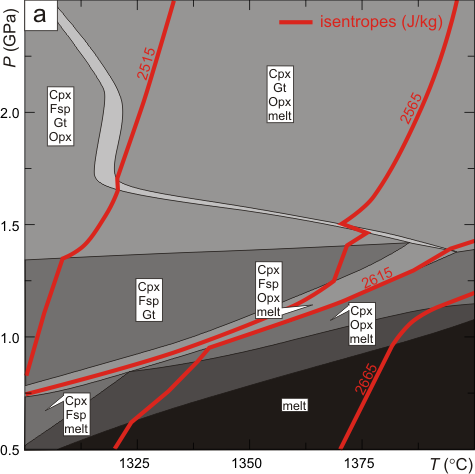 a
P (GPa)
isentropes (J/kg)
2515
2565
Cpx
Gt
Opx
melt
Cpx
Fsp
Gt
Opx
2.0
1.5
Cpx
Fsp
Opx
melt
2615
Cpx
Fsp
Gt
Cpx
Opx
melt
1.0
2665
Cpx
Fsp
melt
melt
0.5
1325
1350
1375
T (°C)